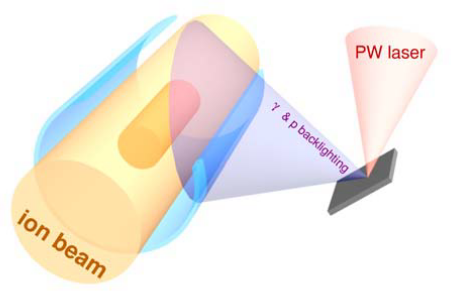 PW laser
γ & p backlighting
ion beam